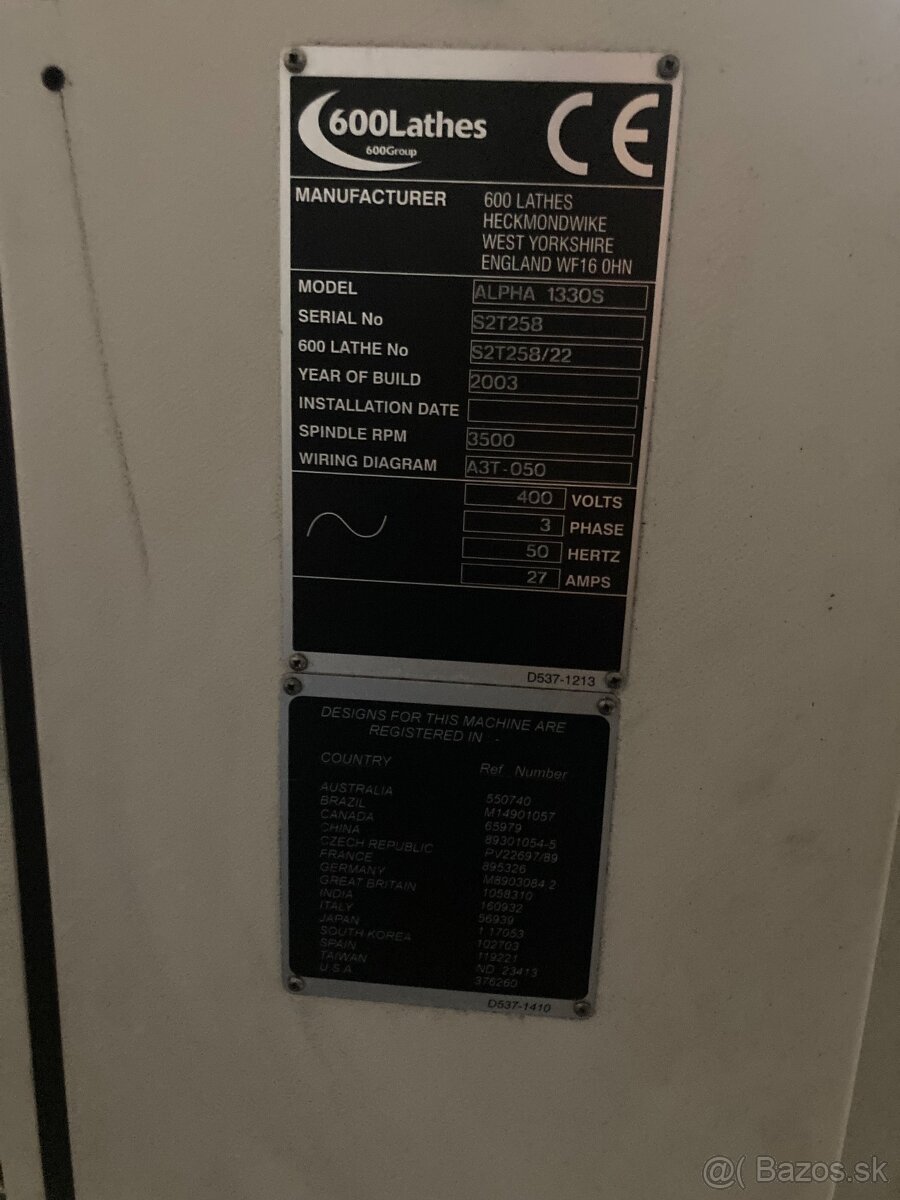 600Lathes
600Group
CE
MANUFACTURER 600 LATHES
HECKMONDWIKE
WEST YORKSHIRE
ENGLAND WF16 0HN
MODEL ALPHA 1330S
SERIAL No S2T258
600 LATHE No S2T258/22
YEAR OF BUILD 2003
INSTALLATION DATE
SPINDLE RPM 3500
WIRING DIAGRAM A3T-050
400 VOLTS
3 PHASE
50 HERTZ
27 AMPS
D537-1213
DESIGNS FOR THIS MACHINE ARE
REGISTERED IN :-
COUNTRY Ref. Number
AUSTRALIA 550740
BRAZIL M14901057
CANADA 65979
CHINA 89301054-5
CZECH REPUBLIC PV22697/89
FRANCE 895326
GERMANY M8903084.2
GREAT BRITAIN 1058310
INDIA 160932
ITALY 56939
JAPAN 1.17053
SOUTH KOREA 102703
SPAIN 119221
TAIWAN ND 23413
U.S.A 376260
D537-1410
@( Bazos.sk